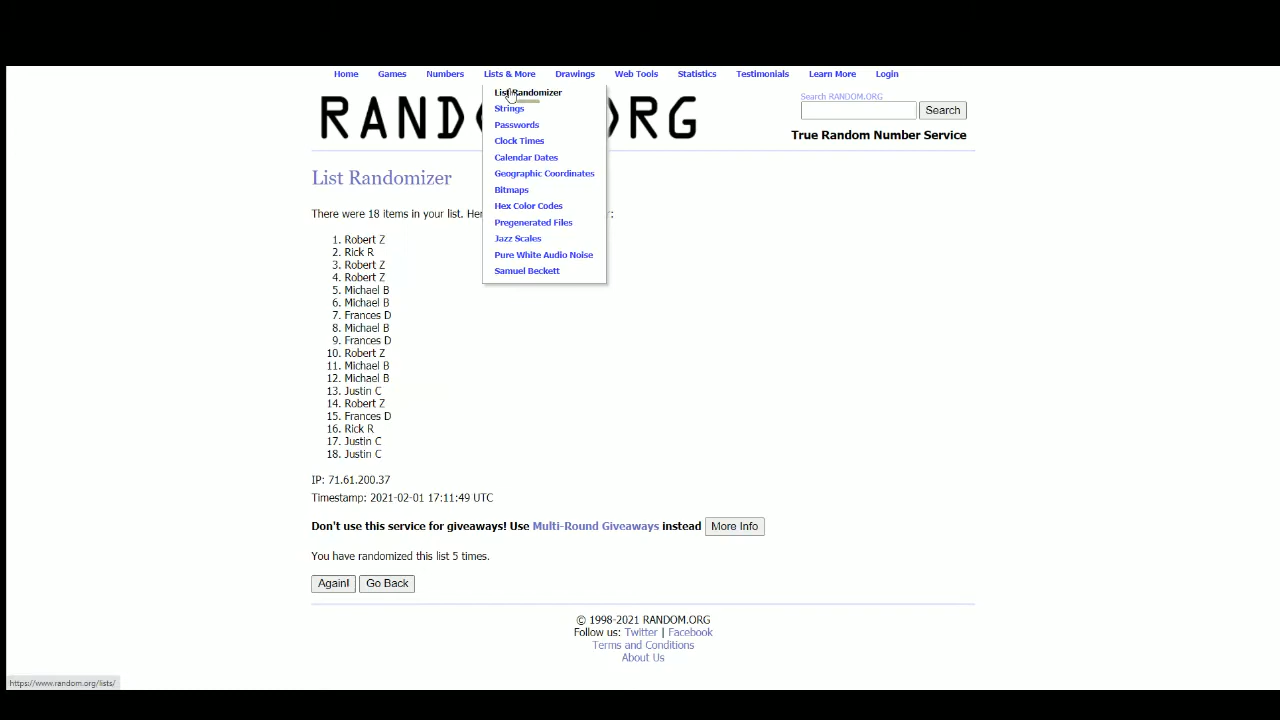 Home Games Numbers Lists & More Drawings Web Tools Statistics Testimonials Learn More Login
List Randomizer
Strings
Passwords
Clock Times
Calendar Dates
Geographic Coordinates
Bitmaps
Hex Color Codes
Pregenerated Files
Jazz Scales
Pure White Audio Noise
Samuel Beckett
RAND ORG
Search RANDOM.ORG
Search
True Random Number Service
List Randomizer
There were 18 items in your list. Her r:
1. Robert Z
2. Rick R
3. Robert Z
4. Robert Z
5. Michael B
6. Michael B
7. Frances D
8. Michael B
9. Frances D
10. Robert Z
11. Michael B
12. Michael B
13. Justin C
14. Robert Z
15. Frances D
16. Rick R
17. Justin C
18. Justin C
IP: 71.61.200.37
Timestamp: 2021-02-01 17:11:49 UTC
Don't use this service for giveaways! Use Multi-Round Giveaways instead More Info
You have randomized this list 5 times.
Again! Go Back
© 1998-2021 RANDOM.ORG
Follow us: Twitter | Facebook
Terms and Conditions
About Us
https://www.random.org/lists/